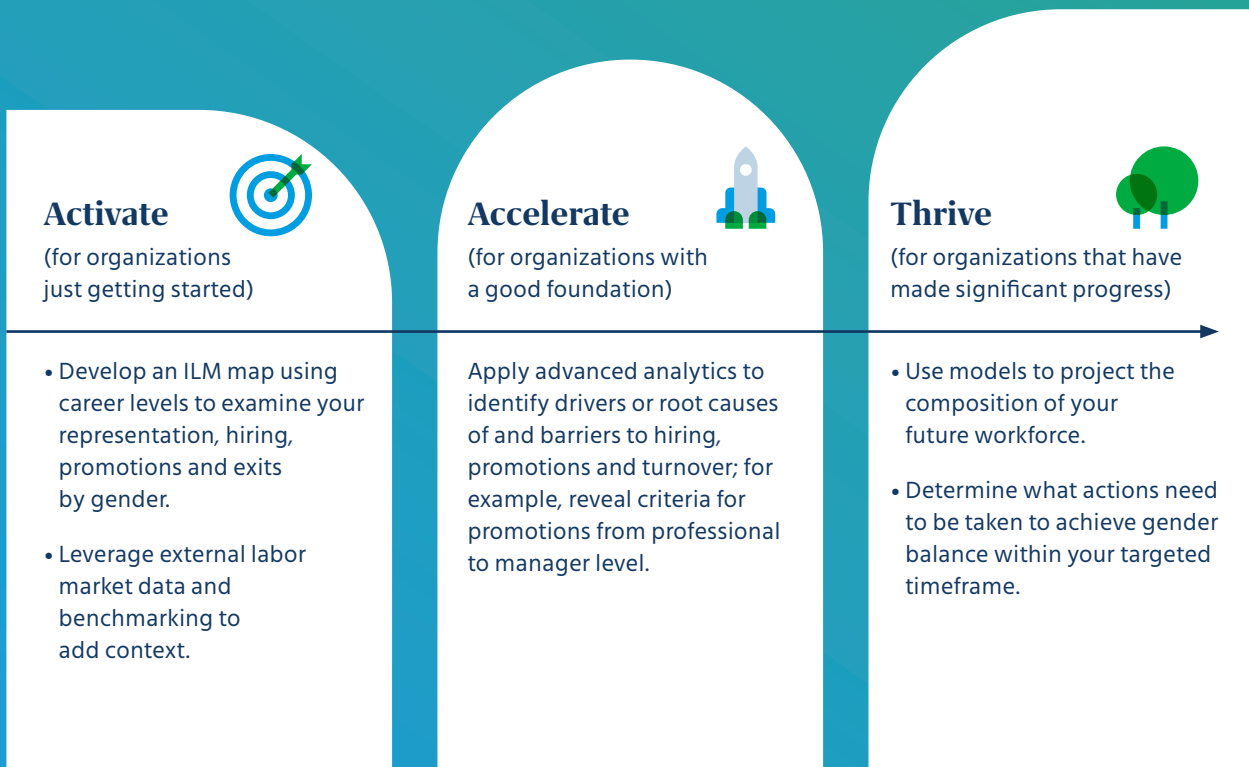 Activate
(for organizations
just getting started)
• Develop an ILM map using
career levels to examine your
representation, hiring,
promotions and exits
by gender.
• Leverage external labor
market data and
benchmarking to
add context.
Accelerate
(for organizations with
a good foundation)
Apply advanced analytics to
identify drivers or root causes
of and barriers to hiring,
promotions and turnover; for
example, reveal criteria for
promotions from professional
to manager level.
Thrive
(for organizations that have
made significant progress)
• Use models to project the
composition of your
future workforce.
• Determine what actions need
to be taken to achieve gender
balance within your targeted
timeframe.